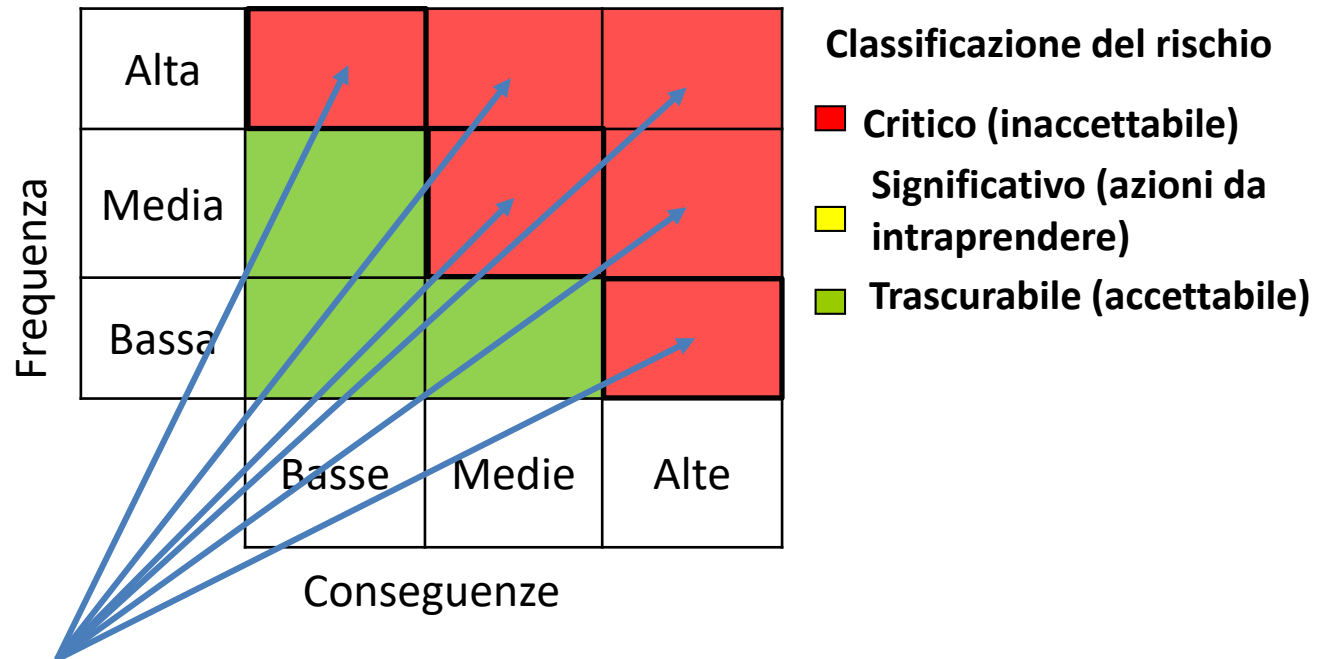 Classificazione del rischio
Alta
Critico (inaccettabile)
Frequenza
Media
Significativo (azioni da
intraprendere)
Bassa
Trascurabile (accettabile)
Basse
Medie
Alte
Conseguenze